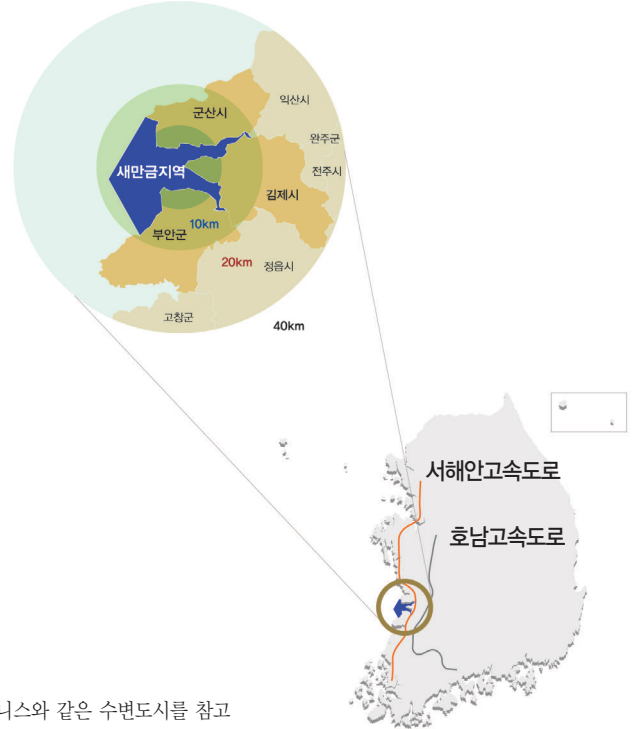 익산시
군산시
완주군
전주시
새만금지역
김제시
10km
부안군
20km
정읍시
고창군
40km
서해안고속도로
호남고속도로
니스와 같은 수변도시를 참고